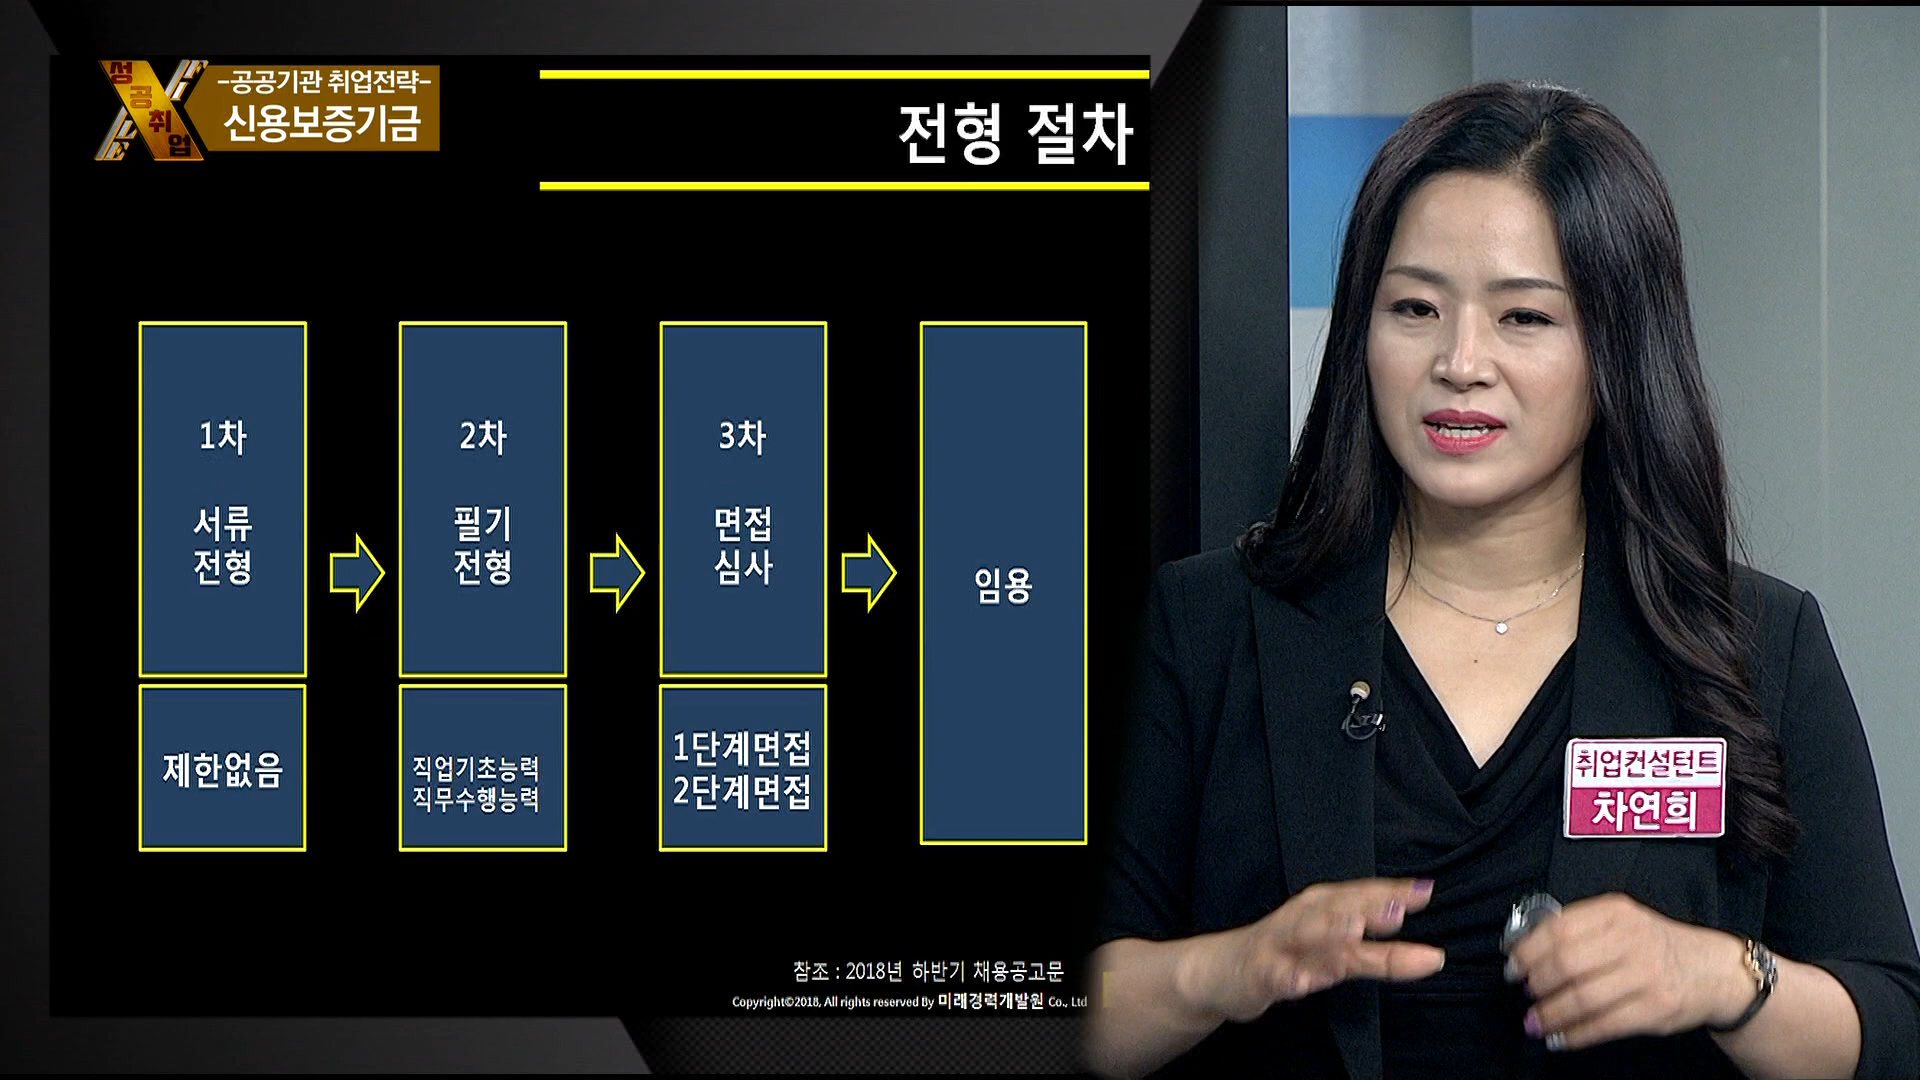 성공취업
X
FILE
-공공기관 취업전략-
신용보증기금
전형 절차
1차
서류
전형
제한없음
2차
필기
전형
직업기초능력
직무수행능력
3차
면접
심사
1단계면접
2단계면접
임용
참조 : 2018년 하반기 채용공고문
Copyright©2018, All rights reserved By 미래경력개발원 Co., Ltd
취업컨설턴트
차연희